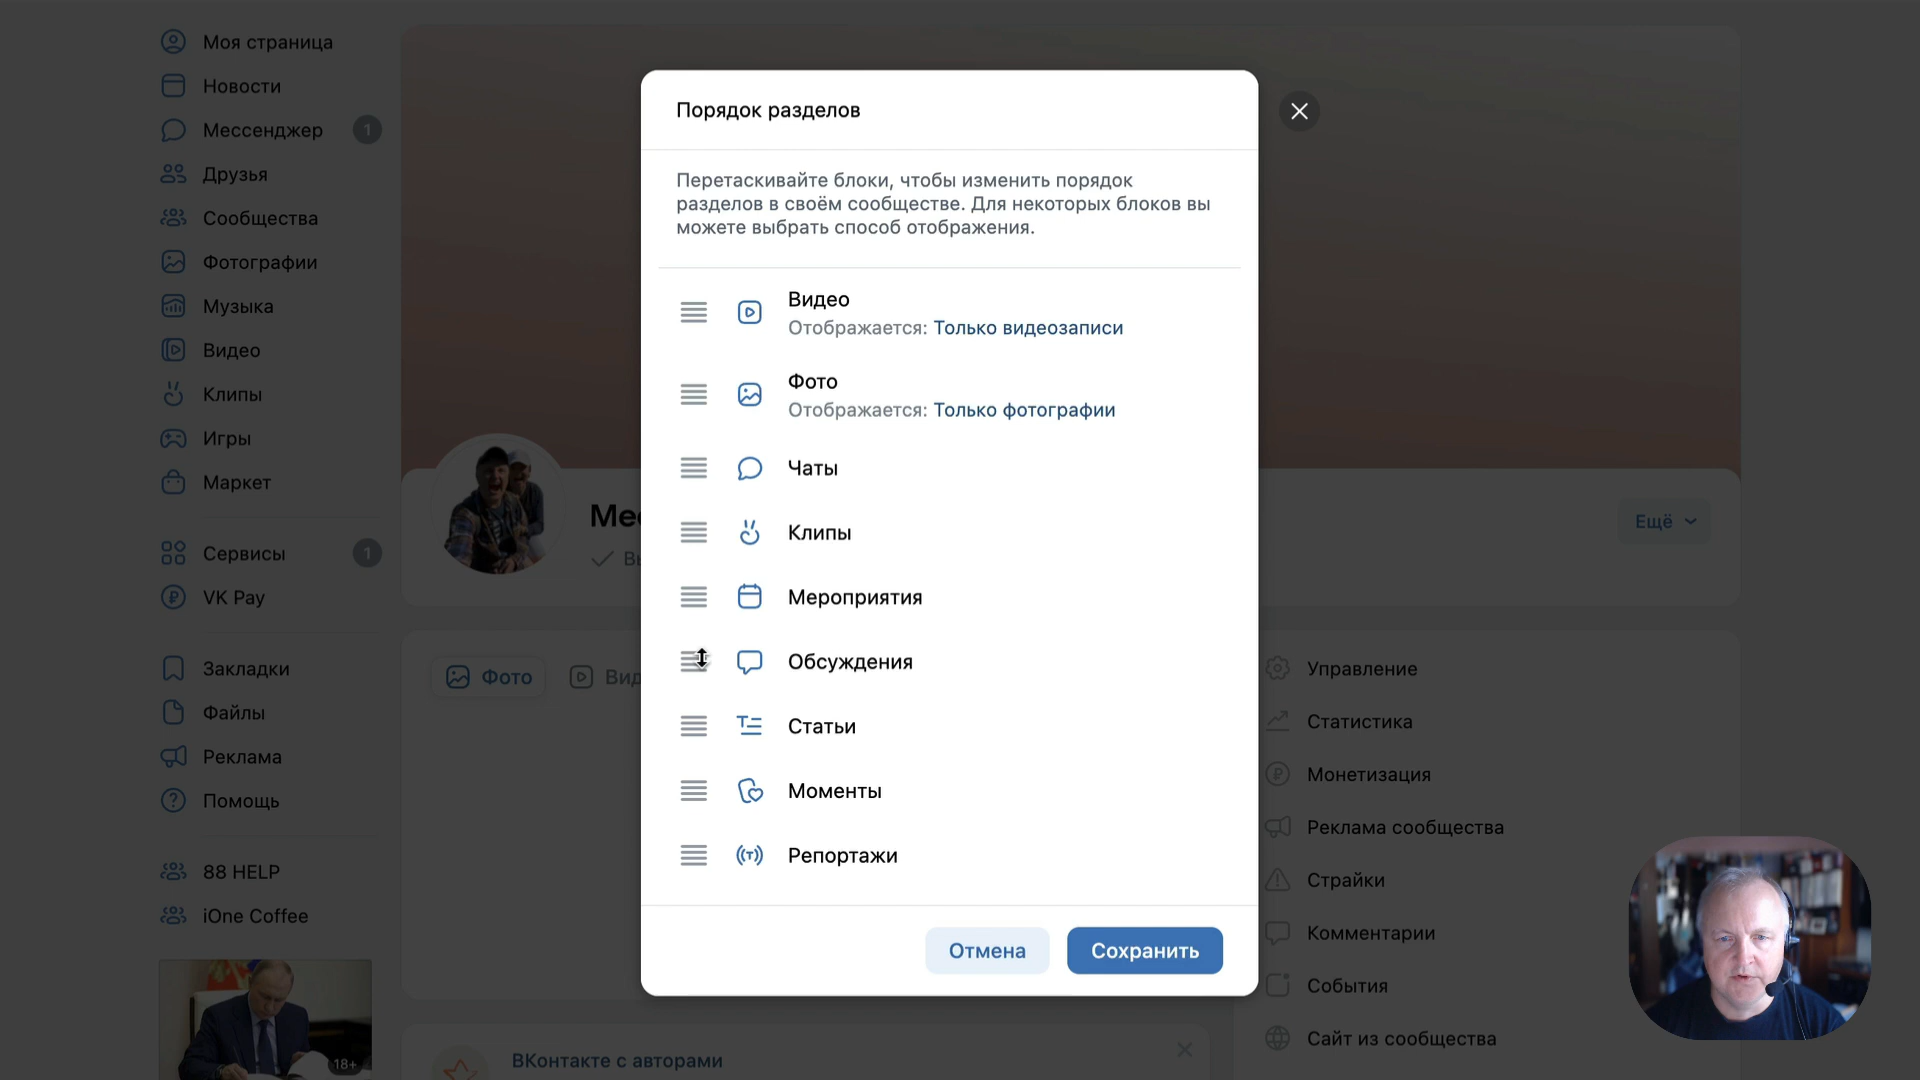 Моя страница
Новости
Мессенджер 1
Друзья
Сообщества
Фотографии
Музыка
Видео
Клипы
Игры
Маркет
Сервисы 1
VK Pay
Закладки
Файлы
Реклама
Помощь
88 HELP
iOne Coffee
18+
Порядок разделов
Перетаскивайте блоки, чтобы изменить порядок
разделов в своём сообществе. Для некоторых блоков вы
можете выбрать способ отображения.
Видео
Отображается: Только видеозаписи
Фото
Отображается: Только фотографии
Чаты
Клипы
Мероприятия
Обсуждения
Статьи
Моменты
Репортажи
Отмена
Сохранить
Ещё
Фото
ВКонтакте с авторами
Управление
Статистика
Монетизация
Реклама сообщества
Страйки
Комментарии
События
Сайт из сообщества